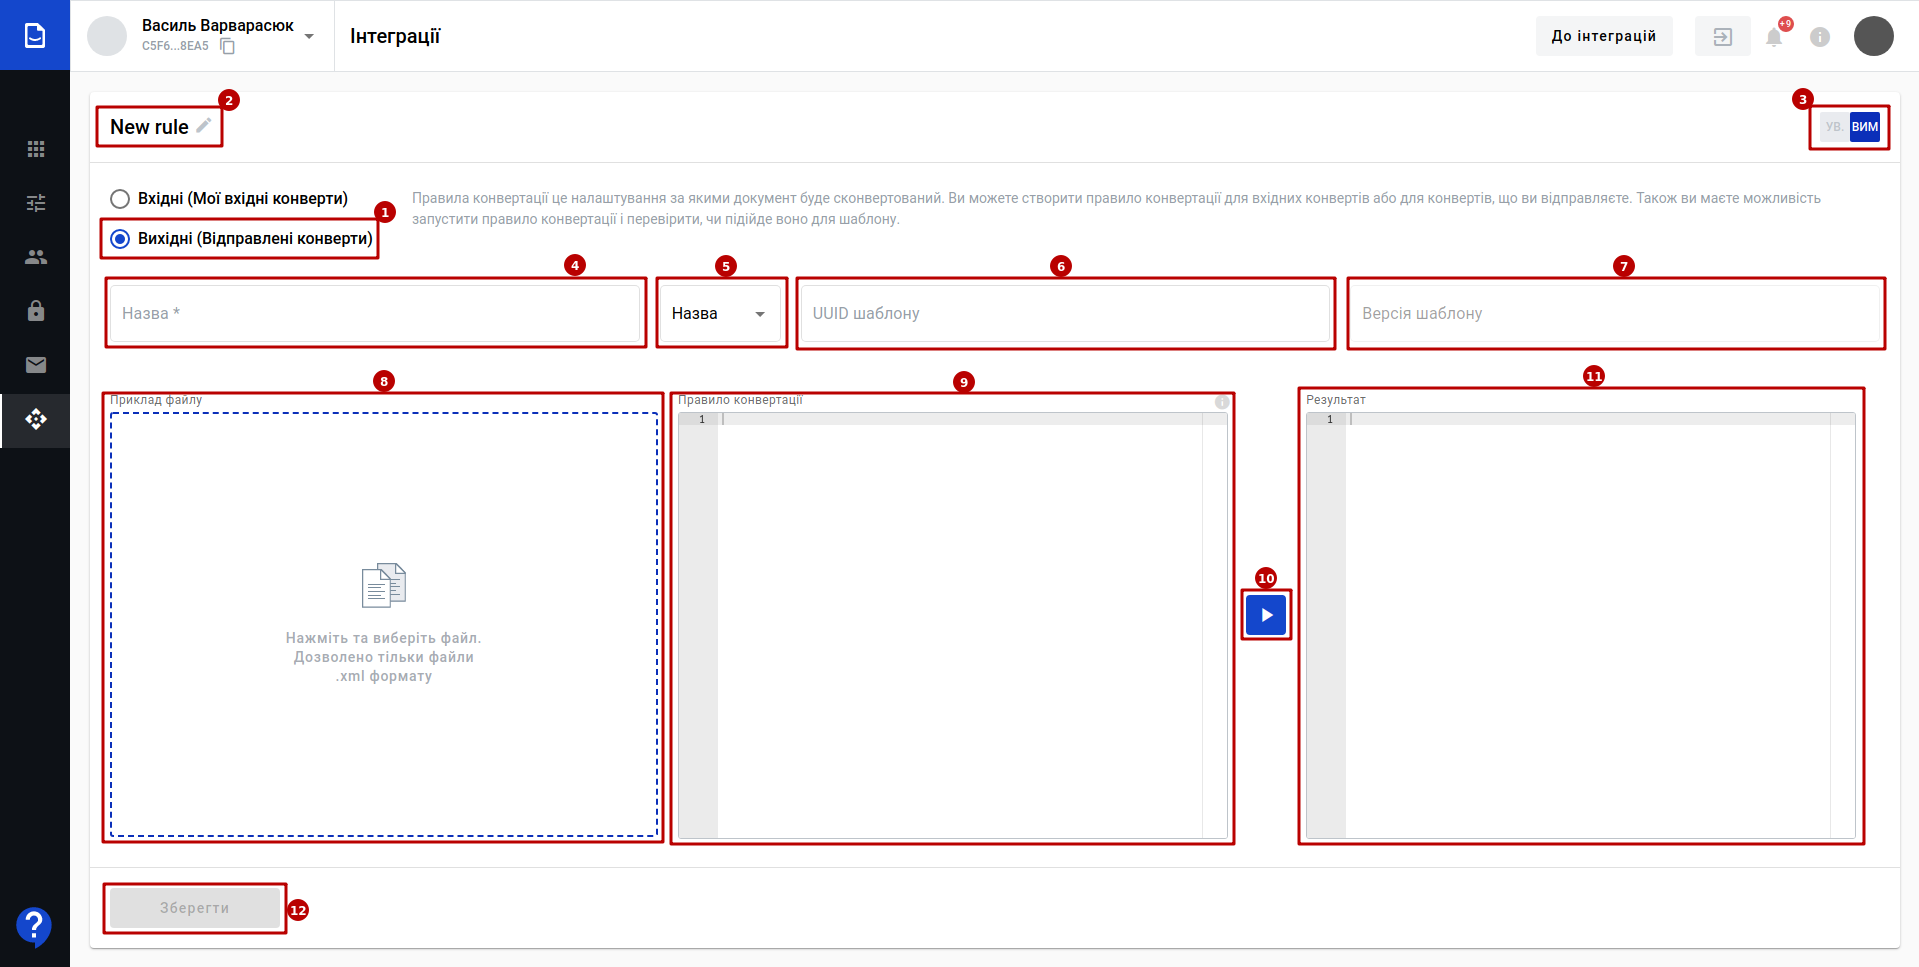 Василь Варварасюк
C5F6...8EA5
Інтеграції
До інтеграцій
+9
2
New rule
3
УВ.
ВИМ
Вхідні (Мої вхідні конверти)
1
Вихідні (Відправлені конверти)
Правила конвертації це налаштування за якими документ буде сконвертований. Ви можете створити правило конвертації для вхідних конвертів або для конвертів, що ви відправляєте. Також ви маєте можливість
запустити правило конвертації і перевірити, чи підійде воно для шаблону.
4
5
6
7
Назва *
Назва
UUID шаблону
Версія шаблону
8
9
11
Приклад файлу
Правило конвертації
Результат
1
1
10
Нажміть та виберіть файл.
Дозволено тільки файли
.xml формату
Зберегти
12